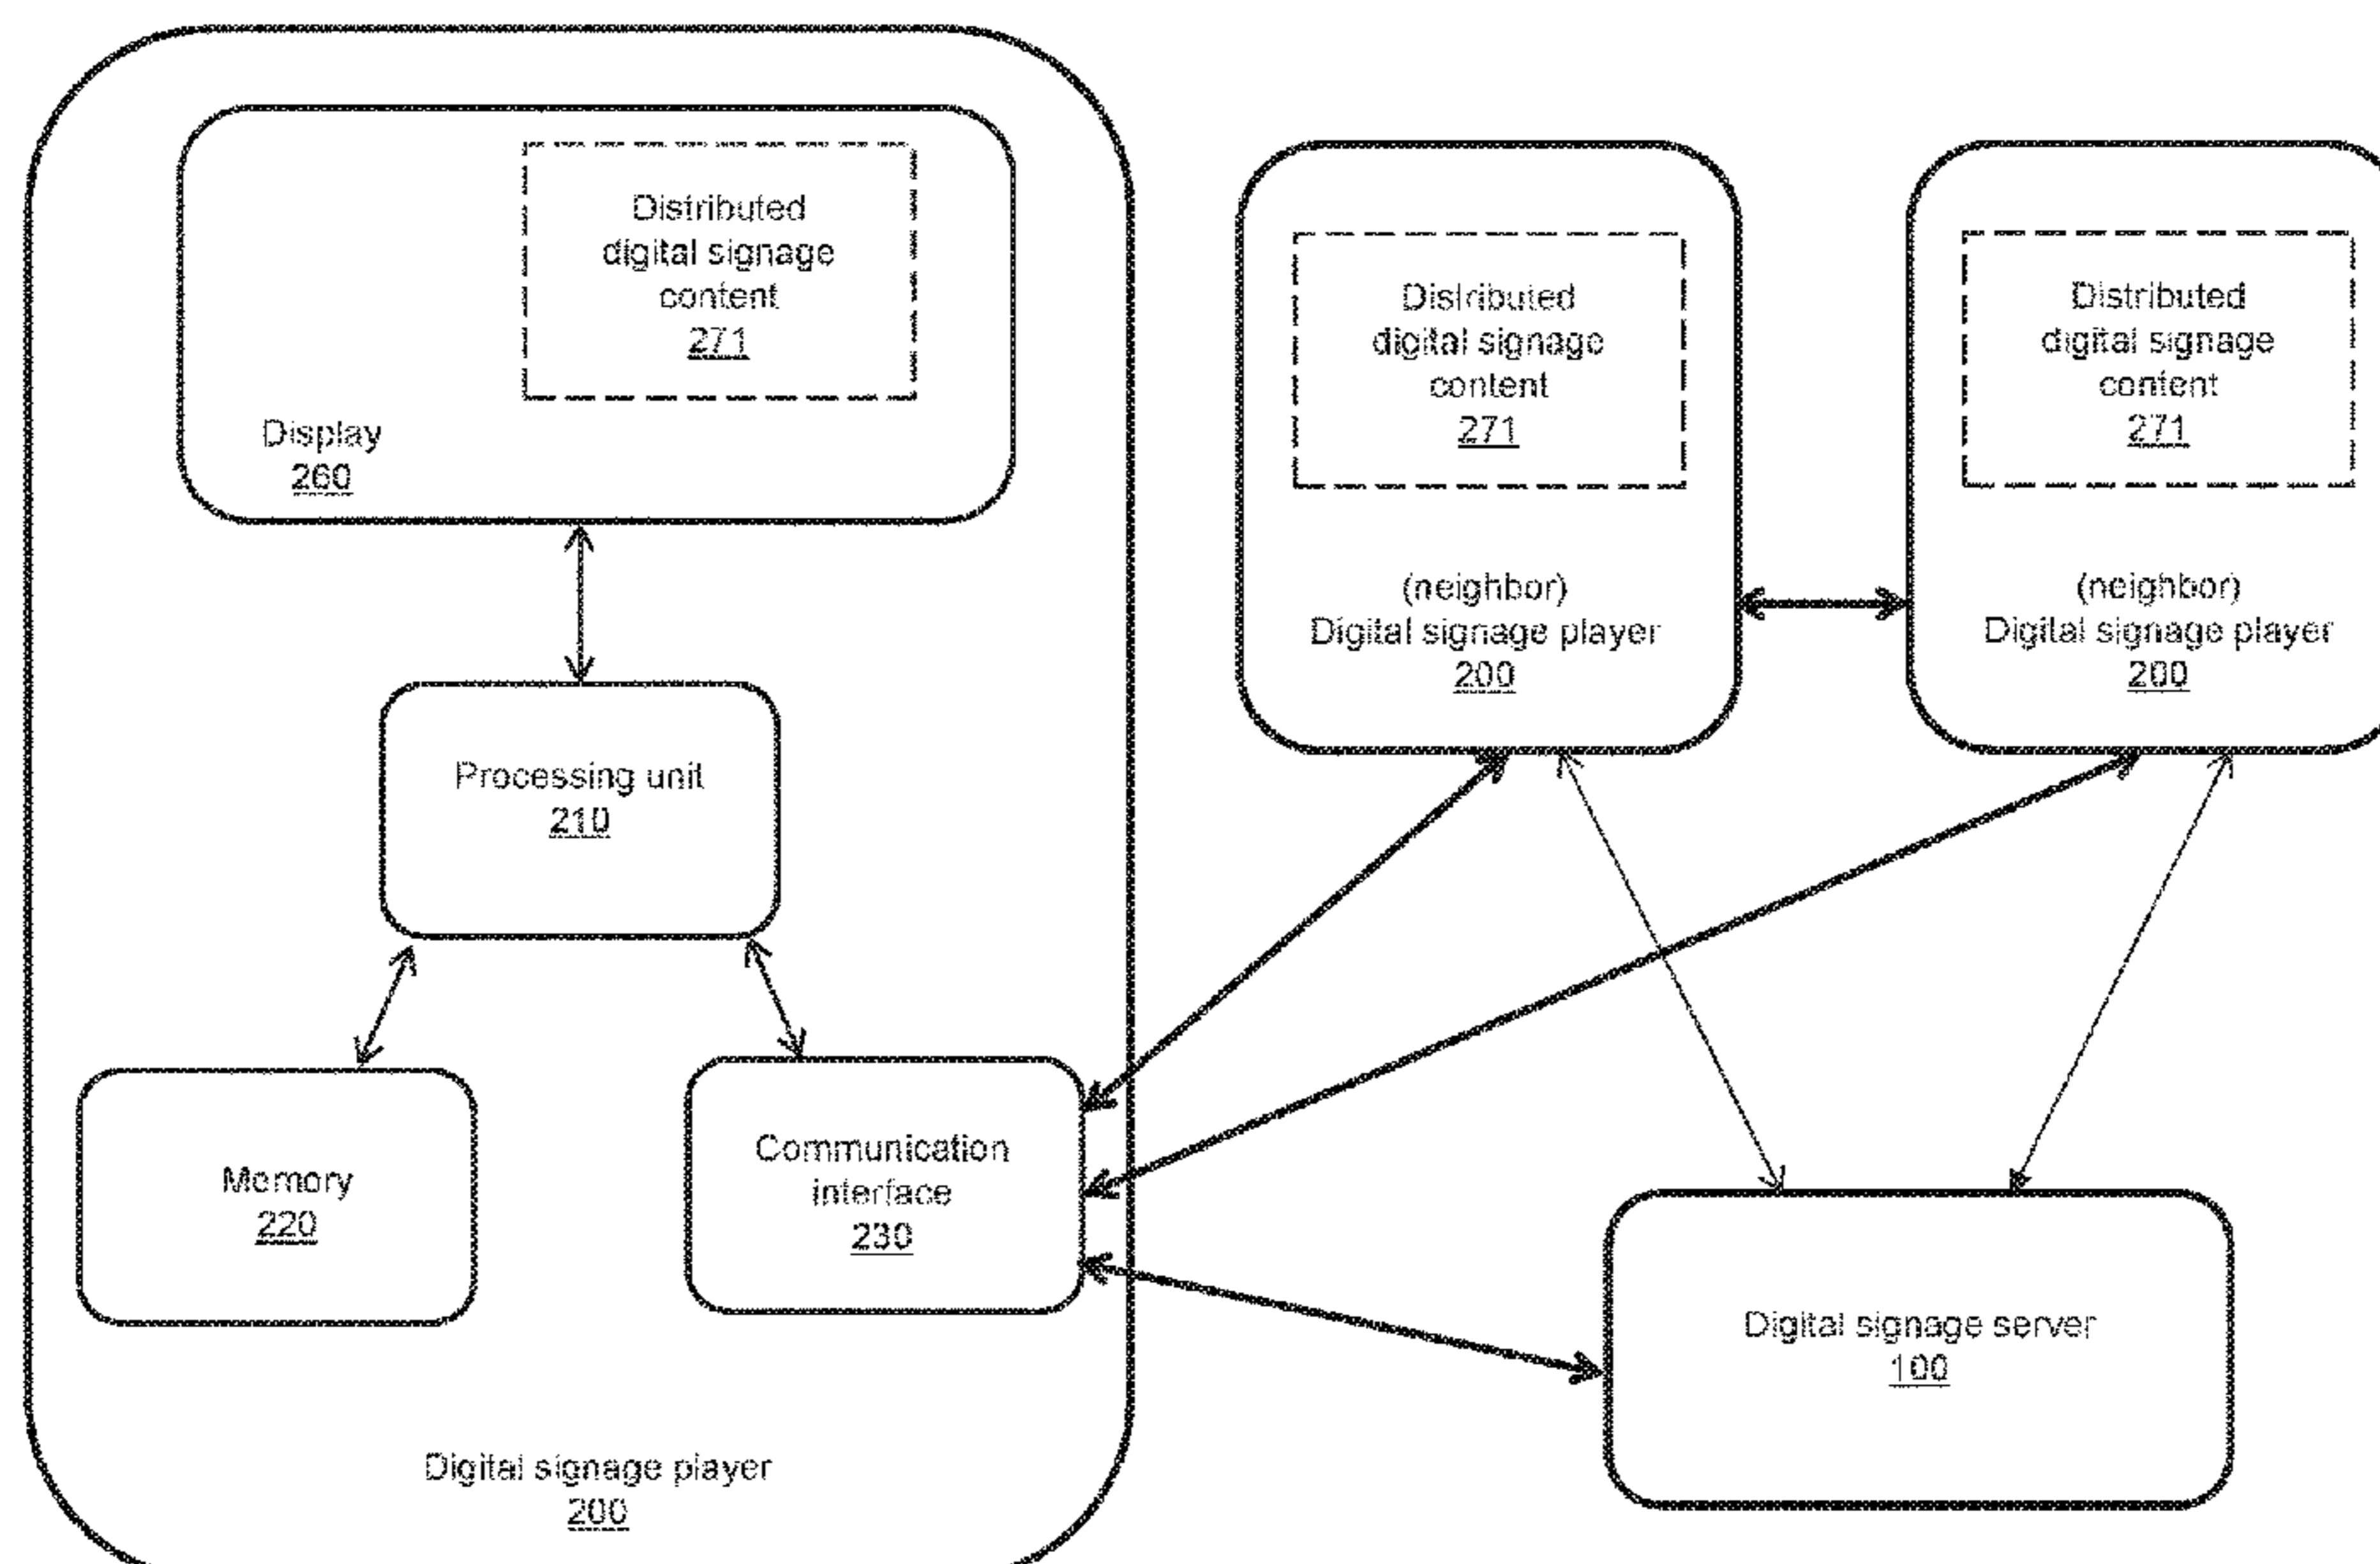 Distributed
digital signage
content
271
Display
260
Processing unit
210
Memory
220
Communication
interface
230
Digital signage player
200
Distributed
digital signage
content
271
(neighbor)
Digital signage player
200
Distributed
digital signage
content
271
(neighbor)
Digital signage player
200
Digital signage server
100